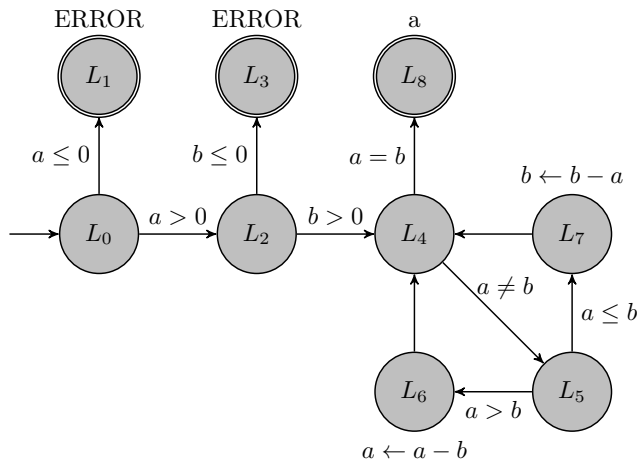 ERROR ERROR a
L₁ L₃ L₈
a ≤ 0 b ≤ 0 a = b b ← b − a
L₀ a > 0 L₂ b > 0 L₄ L₇
a ≠ b a ≤ b
L₆ a > b L₅
a ← a − b